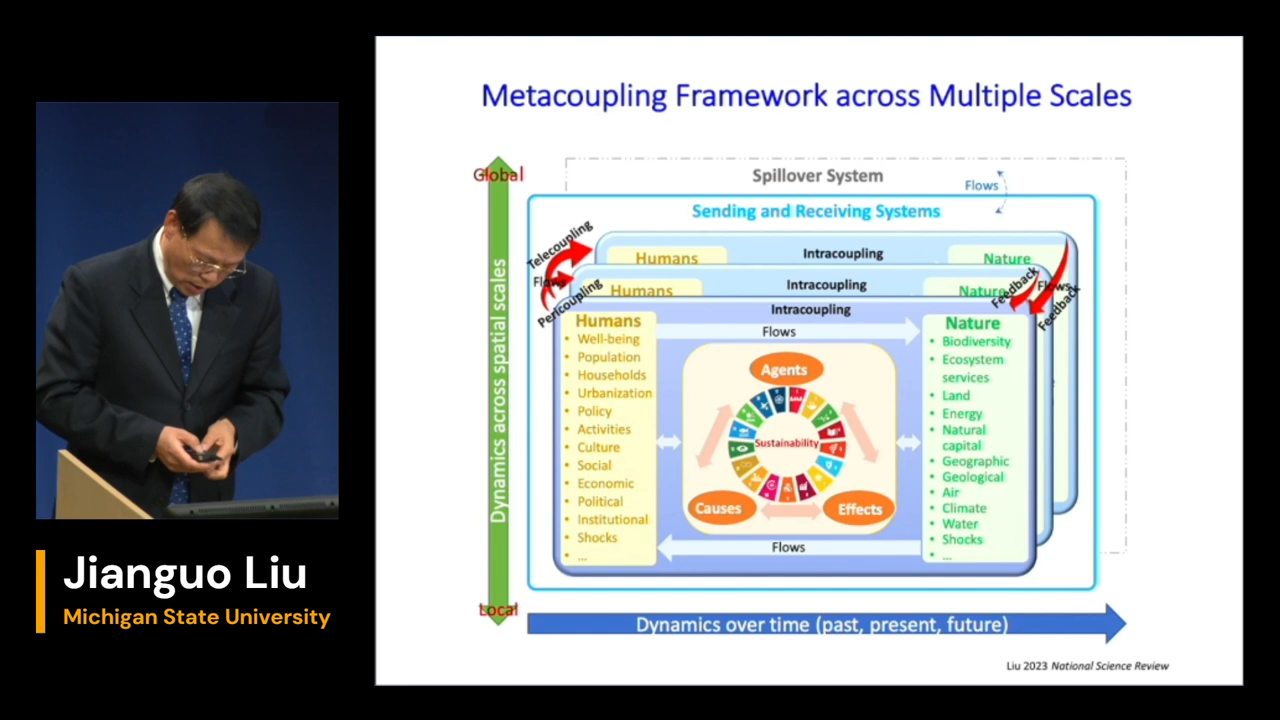 Metacoupling Framework across Multiple Scales
Global
Spillover System
Flows
Sending and Receiving Systems
Telecoupling
Humans
Intracoupling
Nature
Flows
Pericoupling
Humans
Intracoupling
Nature
Feedback
Flows
Feedback
Intracoupling
Humans
• Well-being
• Population
• Households
• Urbanization
• Policy
• Activities
• Culture
• Social
• Economic
• Political
• Institutional
• Shocks
• ...
Flows
Agents
Sustainability
Causes
Effects
Flows
Nature
• Biodiversity
• Ecosystem
services
• Land
• Energy
• Natural
capital
• Geographic
• Geological
• Air
• Climate
• Water
• Shocks
• ...
Dynamics across spatial scales
Local
Dynamics over time (past, present, future)
Liu 2023 National Science Review
Jianguo Liu
Michigan State University